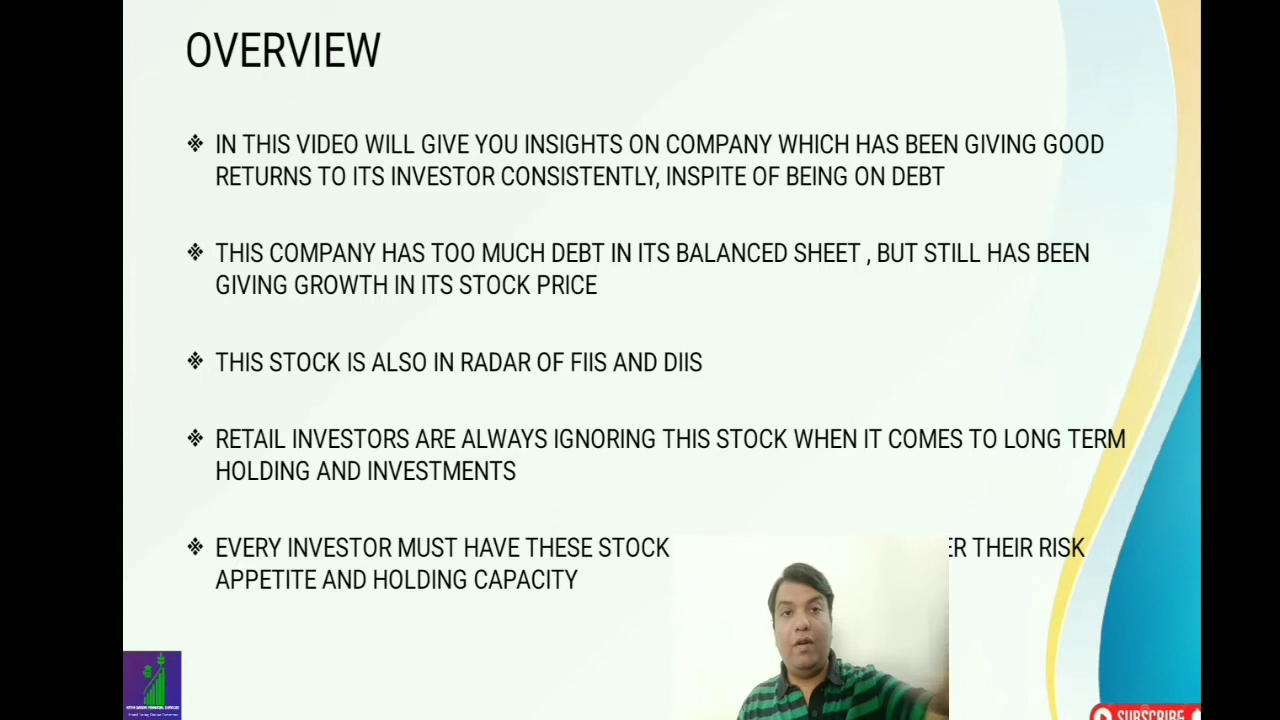 OVERVIEW
❖ IN THIS VIDEO WILL GIVE YOU INSIGHTS ON COMPANY WHICH HAS BEEN GIVING GOOD
RETURNS TO ITS INVESTOR CONSISTENTLY, INSPITE OF BEING ON DEBT
❖ THIS COMPANY HAS TOO MUCH DEBT IN ITS BALANCED SHEET , BUT STILL HAS BEEN
GIVING GROWTH IN ITS STOCK PRICE
❖ THIS STOCK IS ALSO IN RADAR OF FIIS AND DIIS
❖ RETAIL INVESTORS ARE ALWAYS IGNORING THIS STOCK WHEN IT COMES TO LONG TERM
HOLDING AND INVESTMENTS
❖ EVERY INVESTOR MUST HAVE THESE STOCK ER THEIR RISK
APPETITE AND HOLDING CAPACITY
SUBSCRIBE